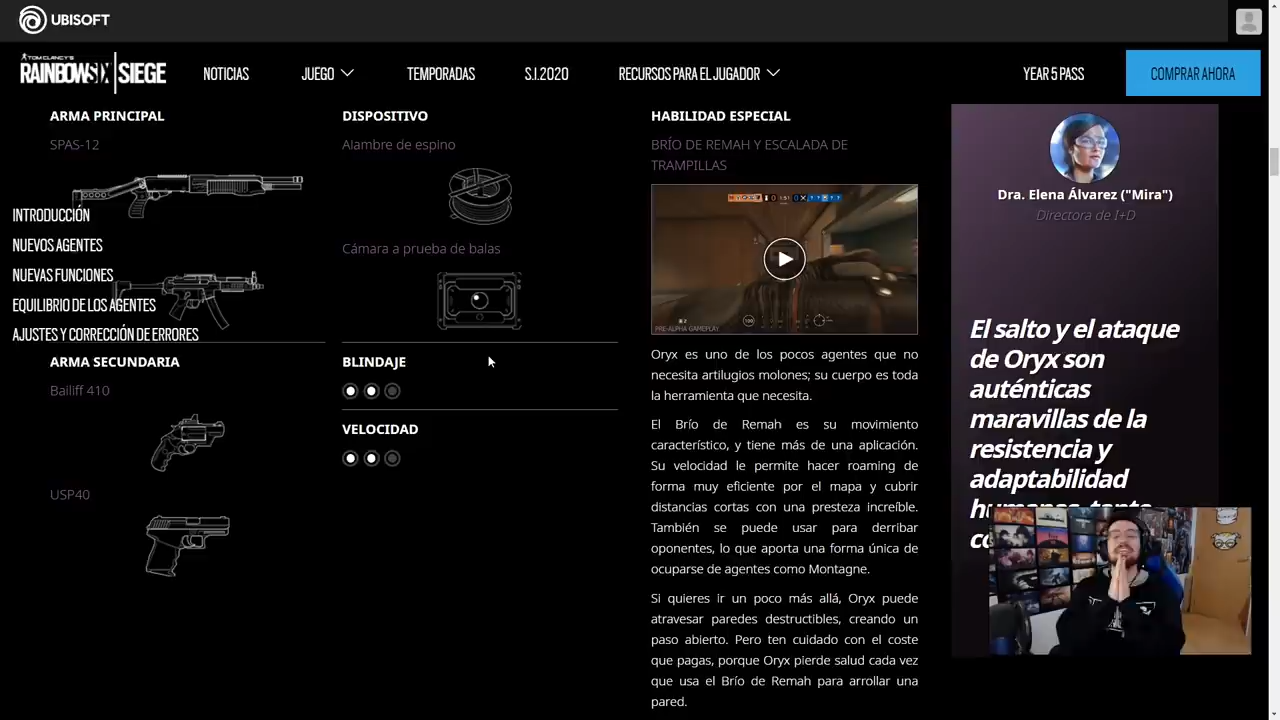 UBISOFT
TOM CLANCY'S
RAINBOWSIX | SIEGE
NOTICIAS
JUEGO
TEMPORADAS
S.I.2020
RECURSOS PARA EL JUGADOR
YEAR 5 PASS
COMPRAR AHORA
INTRODUCCIÓN
NUEVOS AGENTES
NUEVAS FUNCIONES
EQUILIBRIO DE LOS AGENTES
AJUSTES Y CORRECCIÓN DE ERRORES
ARMA PRINCIPAL
SPAS-12
ARMA SECUNDARIA
Bailiff 410
USP40
DISPOSITIVO
Alambre de espino
Cámara a prueba de balas
BLINDAJE
VELOCIDAD
HABILIDAD ESPECIAL
BRÍO DE REMAH Y ESCALADA DE
TRAMPILLAS
PRE-ALPHA GAMEPLAY
Oryx es uno de los pocos agentes que no
necesita artilugios molones; su cuerpo es toda
la herramienta que necesita.
El Brío de Remah es su movimiento
característico, y tiene más de una aplicación.
Su velocidad le permite hacer roaming de
forma muy eficiente por el mapa y cubrir
distancias cortas con una presteza increíble.
También se puede usar para derribar
oponentes, lo que aporta una forma única de
ocuparse de agentes como Montagne.
Si quieres ir un poco más allá, Oryx puede
atravesar paredes destructibles, creando un
paso abierto. Pero ten cuidado con el coste
que pagas, porque Oryx pierde salud cada vez
que usa el Brío de Remah para arrollar una
pared.
Dra. Elena Álvarez ("Mira")
Directora de I+D
El salto y el ataque
de Oryx son
auténticas
maravillas de la
resistencia y
adaptabilidad